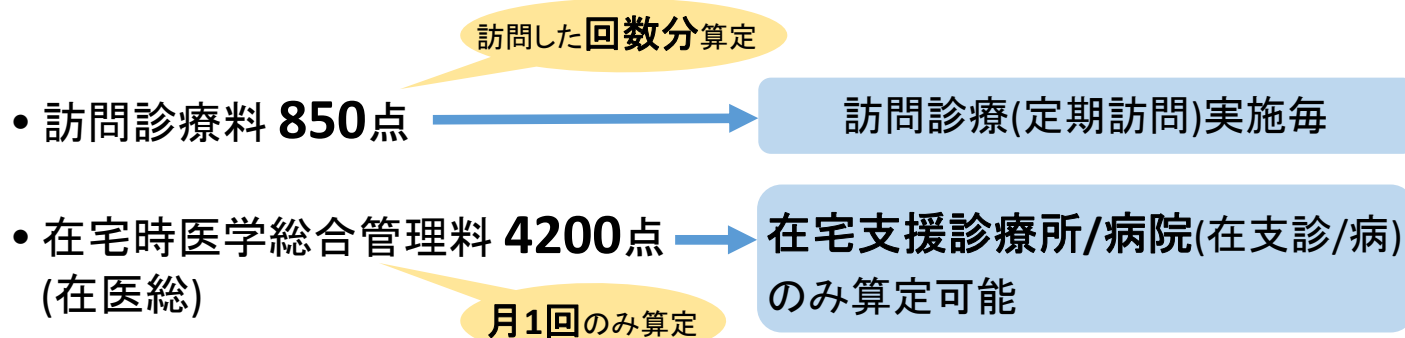 訪問した回数分算定
• 訪問診療料 850点
訪問診療(定期訪問)実施毎
• 在宅時医学総合管理料 4200点
(在医総)
在宅支援診療所/病院(在支診/病)
のみ算定可能
月1回のみ算定